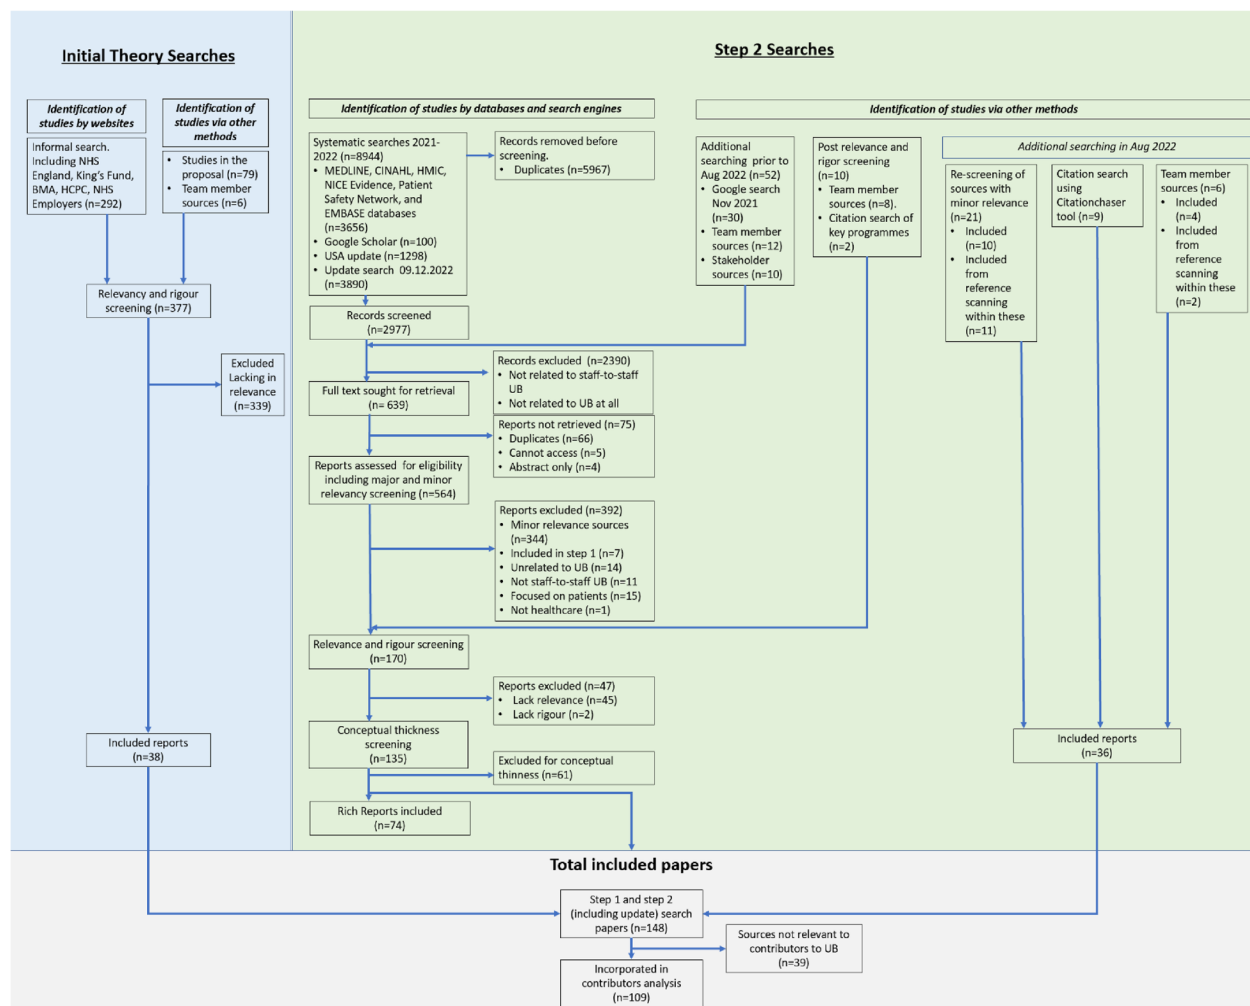 Initial Theory Searches
Identification of
studies by websites
Identification of
studies via other
methods
Informal search.
Including NHS
England, King's Fund,
BMA, HCPC, NHS
Employers (n=292)
• Studies in the
proposal (n=79)
• Team member
sources (n=6)
Relevancy and rigour
screening (n=377)
Excluded
Lacking in
relevance
(n=339)
Included reports
(n=38)
Step 2 Searches
Identification of studies by databases and search engines
Systematic searches 2021-
2022 (n=8944)
• MEDLINE, CINAHL, HMIC,
NICE Evidence, Patient
Safety Network, and
EMBASE databases
(n=3656)
• Google Scholar (n=100)
• USA update (n=1298)
• Update search 09.12.2022
(n=3890)
Records removed before
screening.
• Duplicates (n=5967)
Records screened
(n=2977)
Records excluded (n=2390)
• Not related to staff-to-staff
UB
• Not related to UB at all
Full text sought for retrieval
(n= 639)
Reports not retrieved (n=75)
• Duplicates (n=66)
• Cannot access (n=5)
• Abstract only (n=4)
Reports assessed for eligibility
including major and minor
relevancy screening (n=564)
Reports excluded (n=392)
• Minor relevance sources
(n=344)
• Included in step 1 (n=7)
• Unrelated to UB (n=14)
• Not staff-to-staff UB (n=11
• Focused on patients (n=15)
• Not healthcare (n=1)
Relevance and rigour screening
(n=170)
Reports excluded (n=47)
• Lack relevance (n=45)
• Lack rigour (n=2)
Conceptual thickness
screening
(n=135)
Excluded for conceptual
thinness (n=61)
Rich Reports included
(n=74)
Identification of studies via other methods
Additional
searching prior to
Aug 2022 (n=52)
• Google search
Nov 2021
(n=30)
• Team member
sources (n=12)
• Stakeholder
sources (n=10)
Post relevance and
rigor screening
(n=10)
• Team member
sources (n=8).
• Citation search of
key programmes
(n=2)
Additional searching in Aug 2022
Re-screening of
sources with
minor relevance
(n=21)
• Included
(n=10)
• Included
from
reference
scanning
within these
(n=11)
Citation search
using
Citationchaser
tool (n=9)
Team member
sources (n=6)
• Included
(n=4)
• Included
from
reference
scanning
within these
(n=2)
Included reports
(n=36)
Total included papers
Step 1 and step 2
(including update) search
papers (n=148)
Sources not relevant to
contributors to UB
(n=39)
Incorporated in
contributors analysis
(n=109)